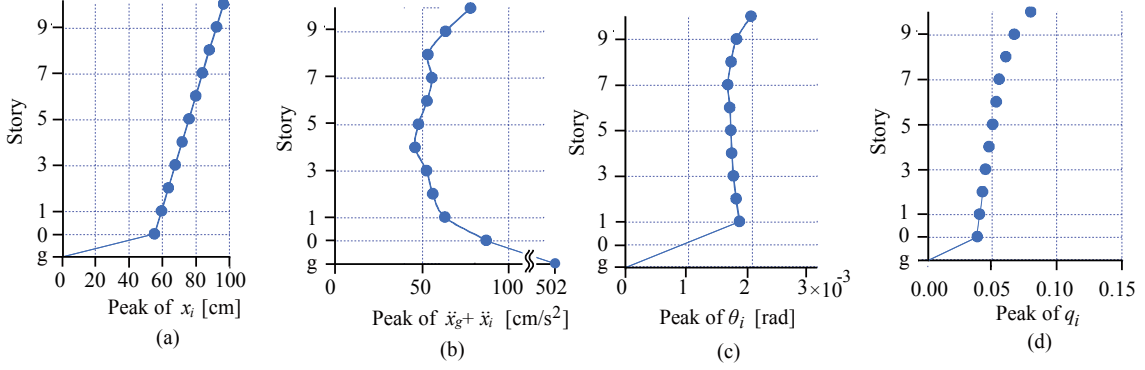 9
7
5
3
1
0
g
Story
0 20 40 60 80 100
Peak of xᵢ [cm]
(a)
9
7
5
3
1
0
g
Story
0 50 100 502
Peak of ẍg + ẍᵢ [cm/s²]
(b)
9
7
5
3
1
0
g
Story
0 1 2 3×10⁻³
Peak of θᵢ [rad]
(c)
9
7
5
3
1
0
g
Story
0.00 0.05 0.10 0.15
Peak of qᵢ
(d)